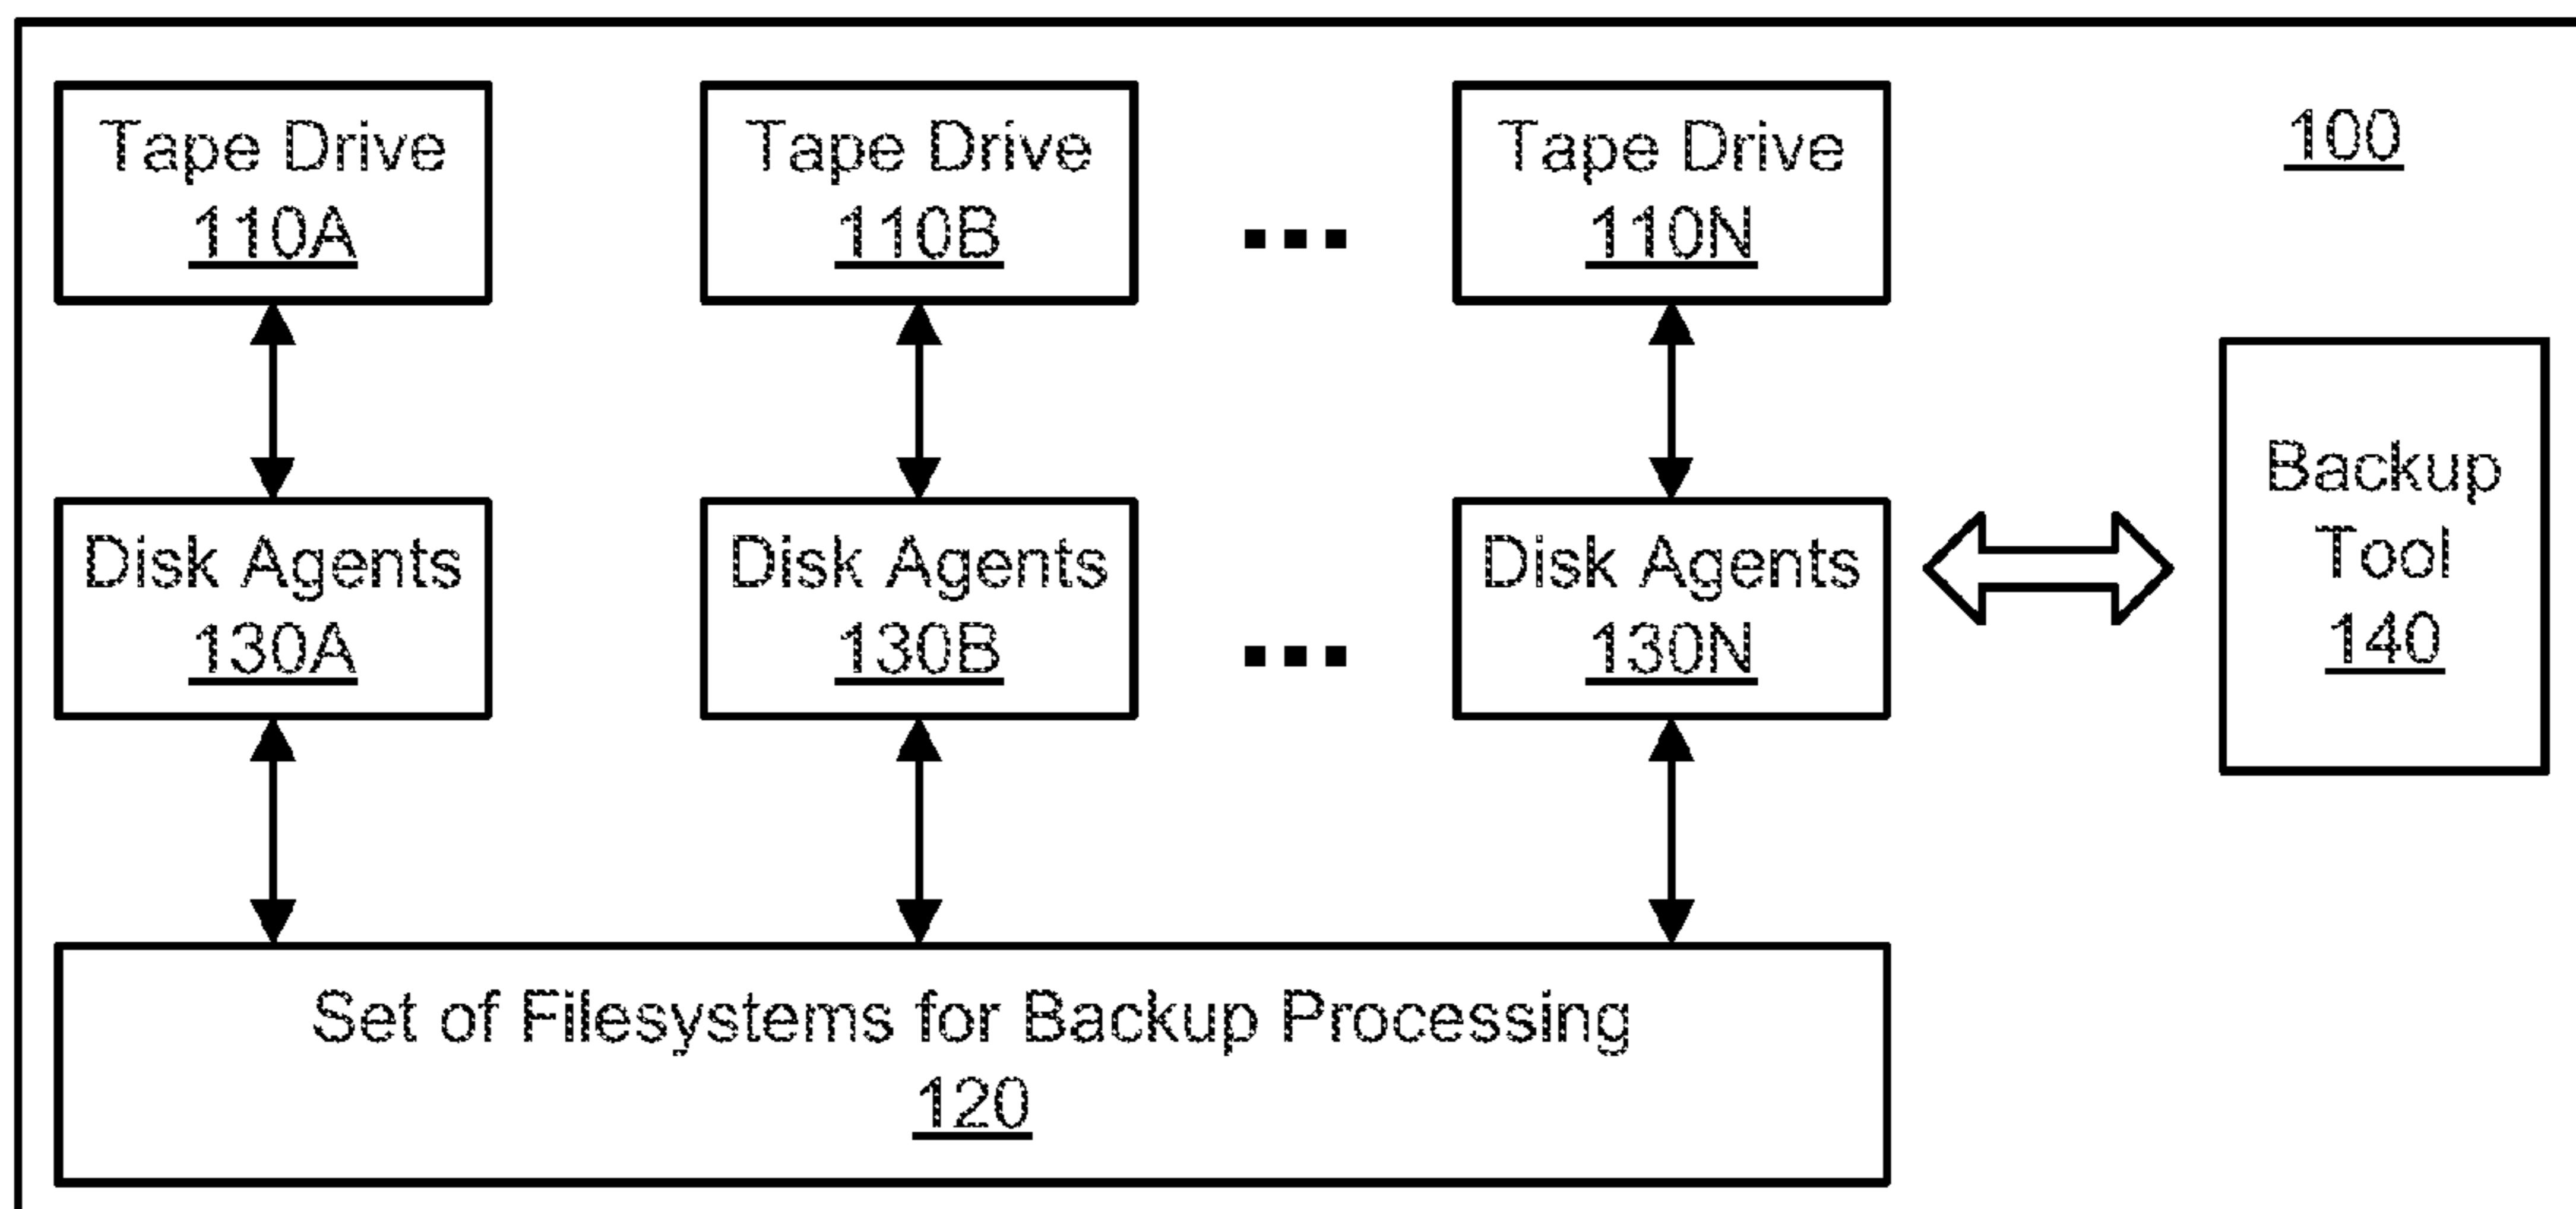 Tape Drive
110A
Tape Drive
110B
...
Tape Drive
110N
100
Disk Agents
130A
Disk Agents
130B
...
Disk Agents
130N
Backup
Tool
140
Set of Filesystems for Backup Processing
120